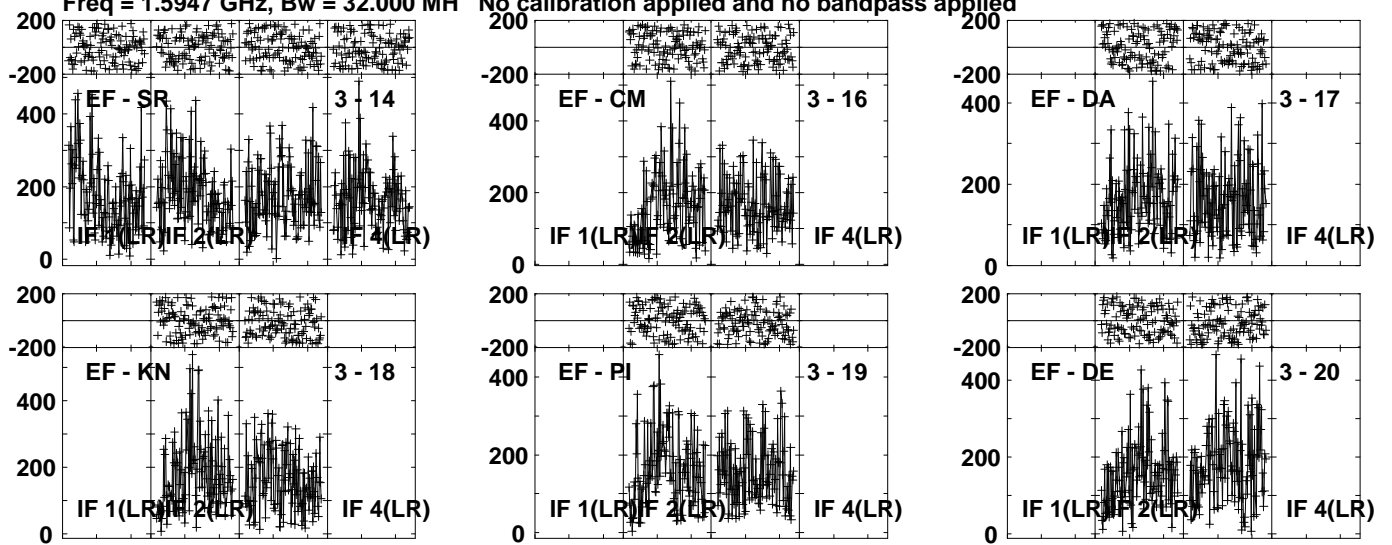 Freq = 1.5947 GHz, Bw = 32.000 MH No calibration applied and no bandpass applied
200
-200
EF - SR 3 - 14
400
200
IF 1(LR) IF 2(LR) IF 4(LR)
0
200
-200
EF - CM 3 - 16
400
200
IF 1(LR) IF 2(LR) IF 4(LR)
0
200
-200
EF - DA 3 - 17
400
200
IF 1(LR) IF 2(LR) IF 4(LR)
0
200
-200
EF - KN 3 - 18
400
200
IF 1(LR) IF 2(LR) IF 4(LR)
0
200
-200
EF - PI 3 - 19
400
200
IF 1(LR) IF 2(LR) IF 4(LR)
0
200
-200
EF - DE 3 - 20
400
200
IF 1(LR) IF 2(LR) IF 4(LR)
0